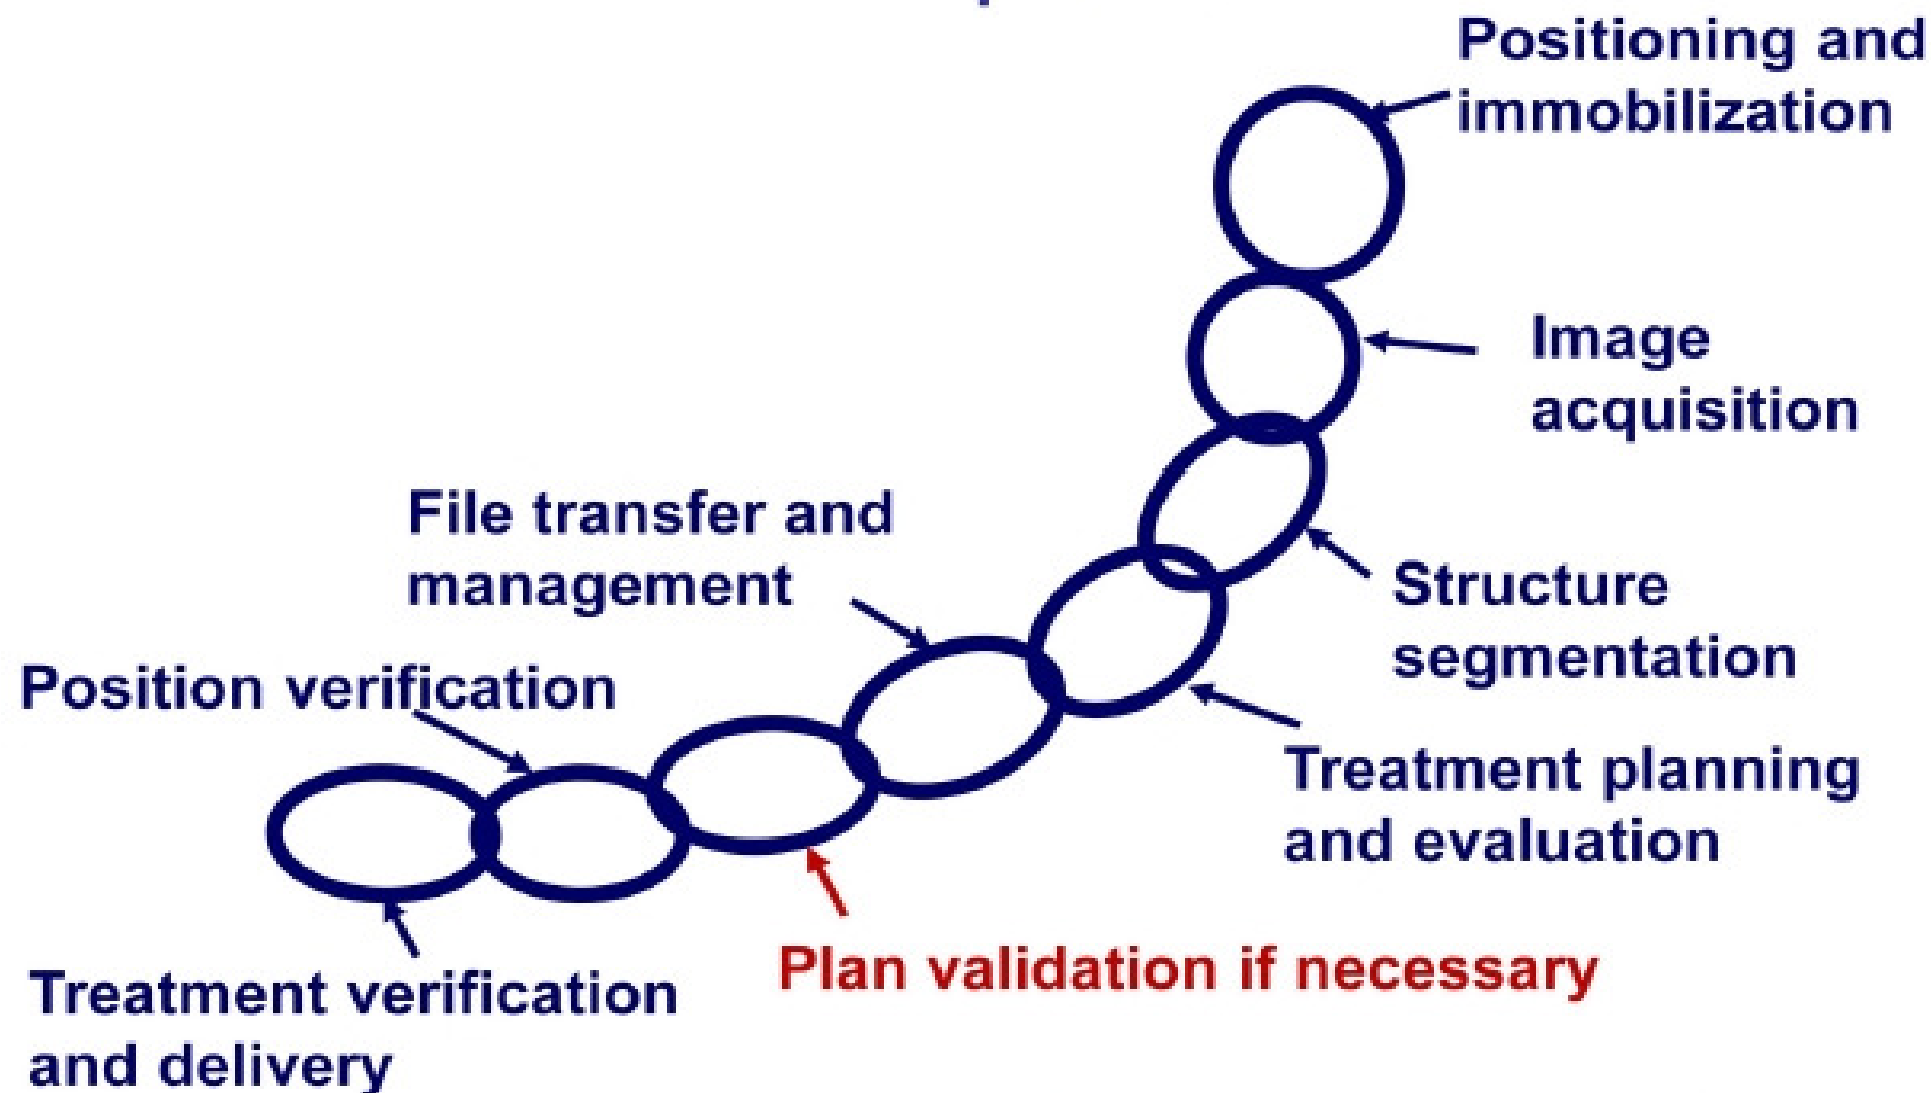 Positioning and
immobilization
Image
acquisition
File transfer and
management
Structure
segmentation
Position verification
Treatment planning
and evaluation
Plan validation if necessary
Treatment verification
and delivery